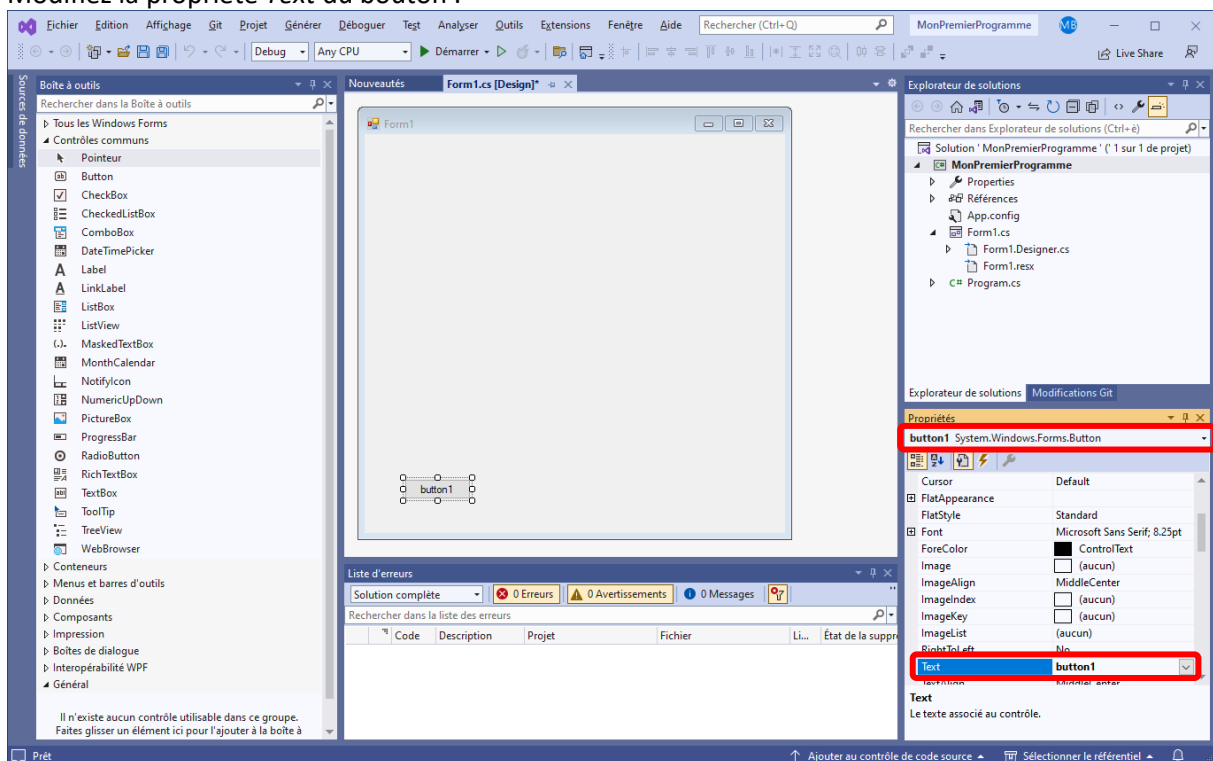 Modifiez la propriété Text du bouton :
Fichier Edition Affichage Git Projet Générer Déboguer Test Analyser Outils Extensions Fenêtre Aide Rechercher (Ctrl+Q) MonPremierProgramme MB
Debug Any CPU Démarrer Live Share
Sources de données
Boîte à outils
Rechercher dans la Boîte à outils
Tous les Windows Forms
Contrôles communs
Pointeur
Button
CheckBox
CheckedListBox
ComboBox
DateTimePicker
Label
LinkLabel
ListBox
ListView
MaskedTextBox
MonthCalendar
NotifyIcon
NumericUpDown
PictureBox
ProgressBar
RadioButton
RichTextBox
TextBox
ToolTip
TreeView
WebBrowser
Conteneurs
Menus et barres d'outils
Données
Composants
Impression
Boîtes de dialogue
Interopérabilité WPF
Général
Il n'existe aucun contrôle utilisable dans ce groupe.
Faites glisser un élément ici pour l'ajouter à la boîte à
Nouveautés Form1.cs [Design]*
Form1
button1
Liste d'erreurs
Solution complète 0 Erreurs 0 Avertissements 0 Messages
Rechercher dans la liste des erreurs
Code Description Projet Fichier Li... État de la suppre
Explorateur de solutions
Rechercher dans Explorateur de solutions (Ctrl+è)
Solution ' MonPremierProgramme ' (' 1 sur 1 de projet)
MonPremierProgramme
Properties
Références
App.config
Form1.cs
Form1.Designer.cs
Form1.resx
C# Program.cs
Explorateur de solutions Modifications Git
Propriétés
button1 System.Windows.Forms.Button
Cursor Default
FlatAppearance
FlatStyle Standard
Font Microsoft Sans Serif; 8.25pt
ForeColor ControlText
Image (aucun)
ImageAlign MiddleCenter
ImageIndex (aucun)
ImageKey (aucun)
ImageList (aucun)
RightToLeft No
Text button1
TextAlign MiddleCenter
Text
Le texte associé au contrôle.
Prêt Ajouter au contrôle de code source Sélectionner le référentiel